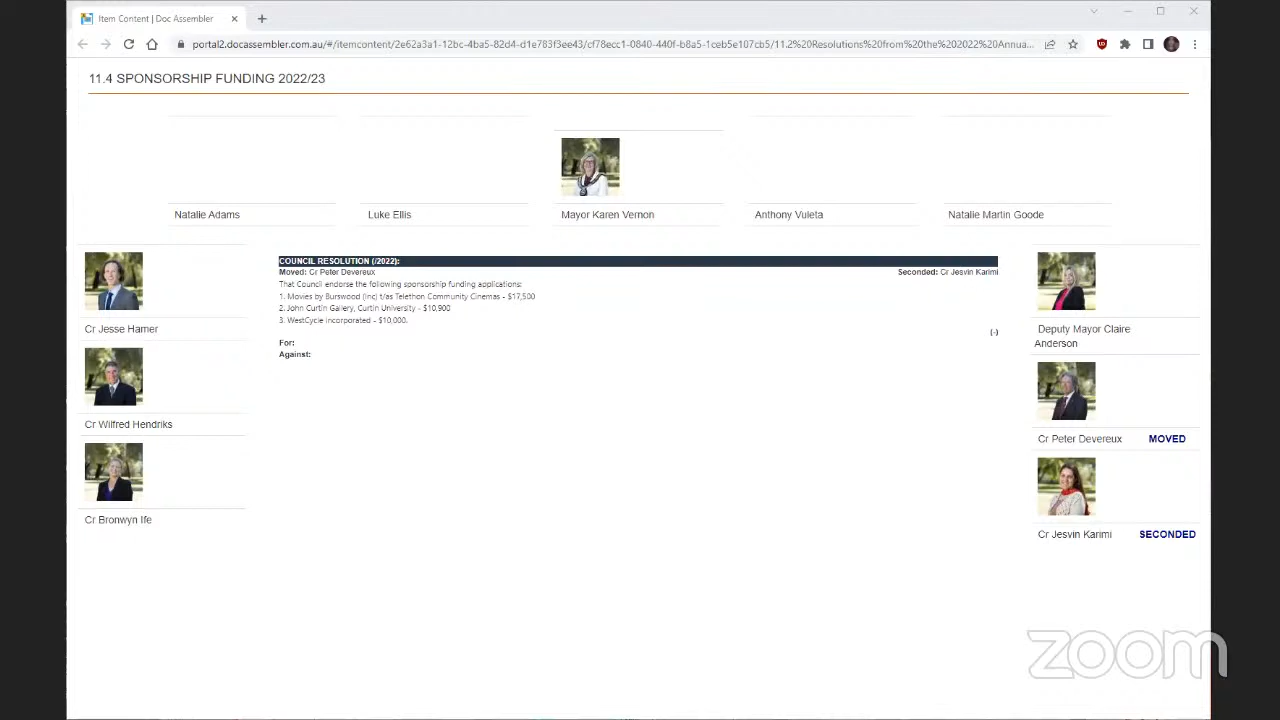 Item Content | Doc Assembler
portal2.docassembler.com.au/#/itemcontent/2e62a3a1-12bc-4ba5-82d4-d1e783f3ee43/cf78ecc1-0840-440f-b8a5-1ceb5e107cb5/11.2%20Resolutions%20from%20the%202022%20Annua...
11.4 SPONSORSHIP FUNDING 2022/23
Natalie Adams
Luke Ellis
Mayor Karen Vernon
Anthony Vuleta
Natalie Martin Goode
Cr Jesse Hamer
Cr Wilfred Hendriks
Cr Bronwyn Ife
COUNCIL RESOLUTION (/2022):
Moved: Cr Peter Devereux Seconded: Cr Jesvin Karimi
That Council endorse the following sponsorship funding applications:
1. Movies by Burswood (Inc) t/as Telethon Community Cinemas - $17,500
2. John Curtin Gallery, Curtin University - $10,900
3. WestCycle incorporated - $10,000.
(-)
For:
Against:
Deputy Mayor Claire
Anderson
Cr Peter Devereux MOVED
Cr Jesvin Karimi SECONDED
zoom